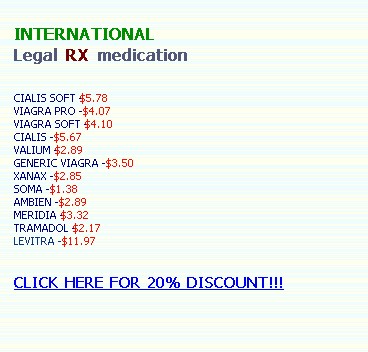 INTERNATIONAL
Legal RX medication
CIALIS SOFT $5.78
VIAGRA PRO -$4.07
VIAGRA SOFT $4.10
CIALIS -$5.67
VALIUM $2.89
GENERIC VIAGRA -$3.50
XANAX -$2.85
SOMA -$1.38
AMBIEN -$2.89
MERIDIA $3.32
TRAMADOL $2.17
LEVITRA -$11.97
CLICK HERE FOR 20% DISCOUNT!!!